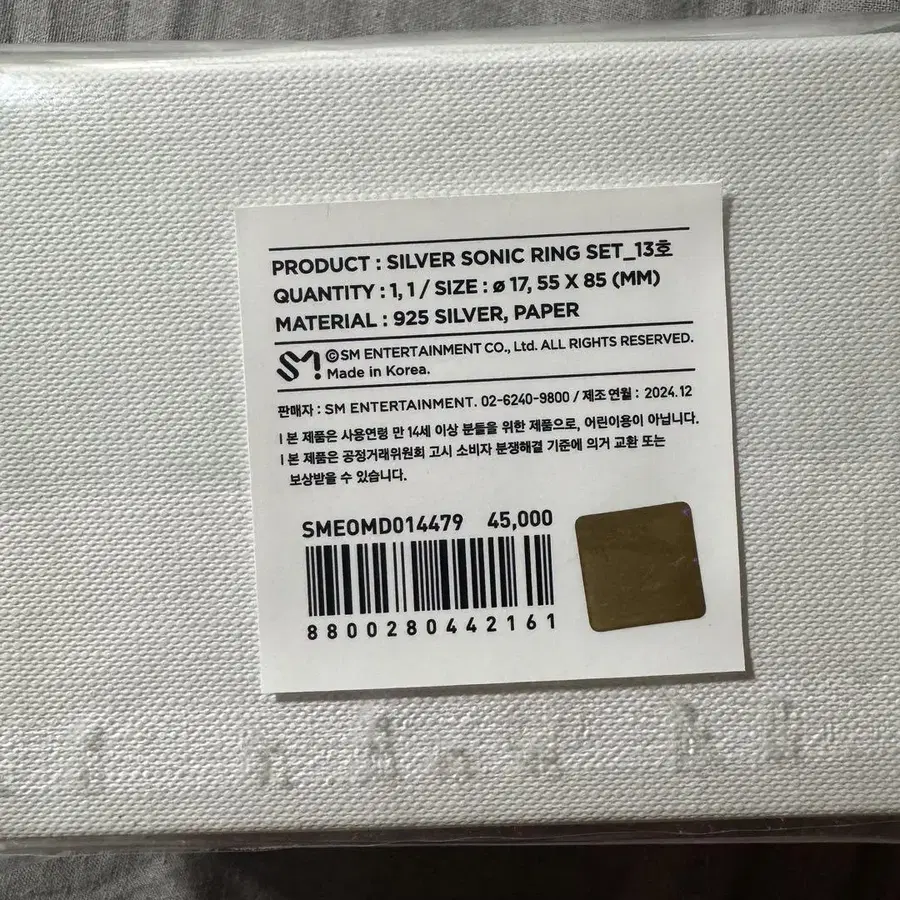 PRODUCT : SILVER SONIC RING SET_13호
QUANTITY : 1, 1 / SIZE : ø 17, 55 X 85 (MM)
MATERIAL : 925 SILVER, PAPER
SM!
©SM ENTERTAINMENT CO., Ltd. ALL RIGHTS RESERVED.
Made in Korea.
판매자 : SM ENTERTAINMENT. 02-6240-9800 / 제조 연월 : 2024.12
| 본 제품은 사용연령 만 14세 이상 분들을 위한 제품으로, 어린이용이 아닙니다.
| 본 제품은 공정거래위원회 고시 소비자 분쟁해결 기준에 의거 교환 또는
보상받을 수 있습니다.
SMEOMD014479 45,000
8800280442161